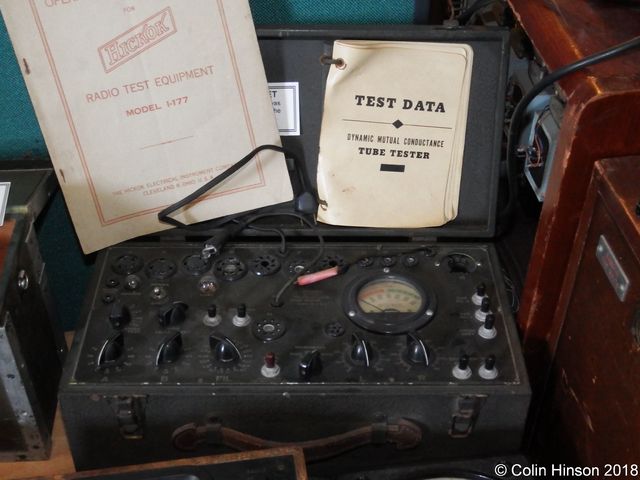 FOR
HICKOK
RADIO TEST EQUIPMENT
MODEL I-177
THE HICKOK ELECTRICAL INSTRUMENT COMPANY
CLEVELAND 8, OHIO, U.S.A.
TEST DATA
DYNAMIC MUTUAL CONDUCTANCE
TUBE TESTER
© Colin Hinson 2018